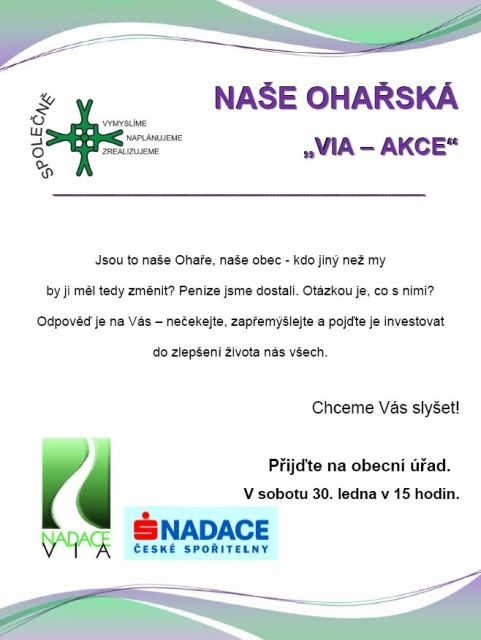 NAŠE OHAŘSKÁ
„VIA – AKCE“
SPOLEČNĚ
VYMYSLÍME
NAPLÁNUJEME
ZREALIZUJEME
Jsou to naše Ohaře, naše obec - kdo jiný než my
by ji měl tedy změnit? Peníze jsme dostali. Otázkou je, co s nimi?
Odpověď je na Vás – nečekejte, zapřemýšlejte a pojďte je investovat
do zlepšení života nás všech.
Chceme Vás slyšet!
Přijďte na obecní úřad.
V sobotu 30. ledna v 15 hodin.
NADACE
VIA
NADACE
ČESKÉ SPOŘITELNY